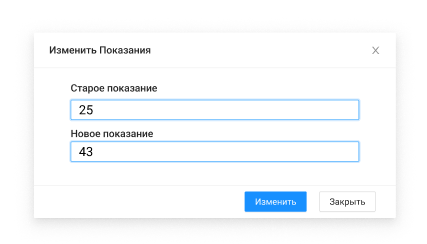 Изменить Показания
Старое показание
25
Новое показание
43
Изменить
Закрыть